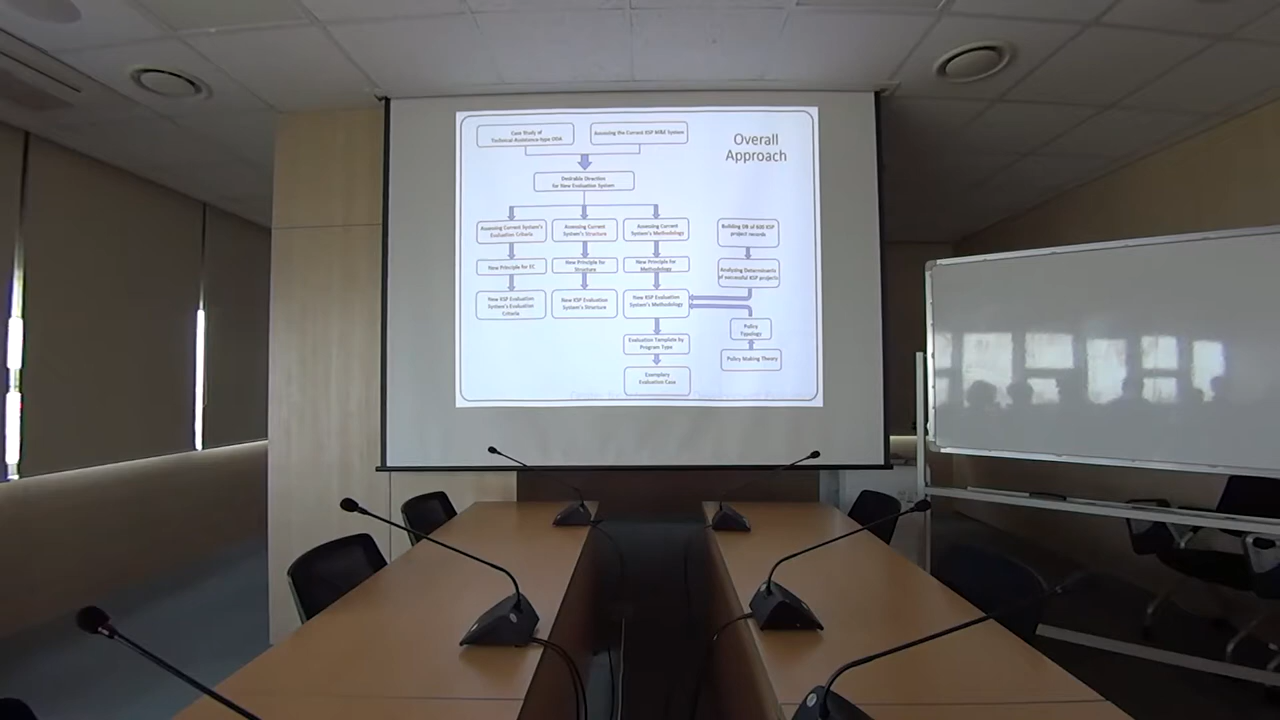 Overall
Approach
Case Study of
Technical-Assistance-type ODA
Assessing the Current KSP M&E System
Desirable Direction
for New Evaluation System
Assessing Current System's
Evaluation Criteria
Assessing Current
System's Structure
Assessing Current
System's Methodology
Building DB of 600 KSP
project records
New Principle for EC
New Principle for
Structure
New Principle for
Methodology
Analyzing Determinants
of successful KSP projects
New KSP Evaluation
System's Evaluation
Criteria
New KSP Evaluation
System's Structure
New KSP Evaluation
System's Methodology
Policy
Typology
Evaluation Template by
Program Type
Policy Making Theory
Exemplary
Evaluation Case